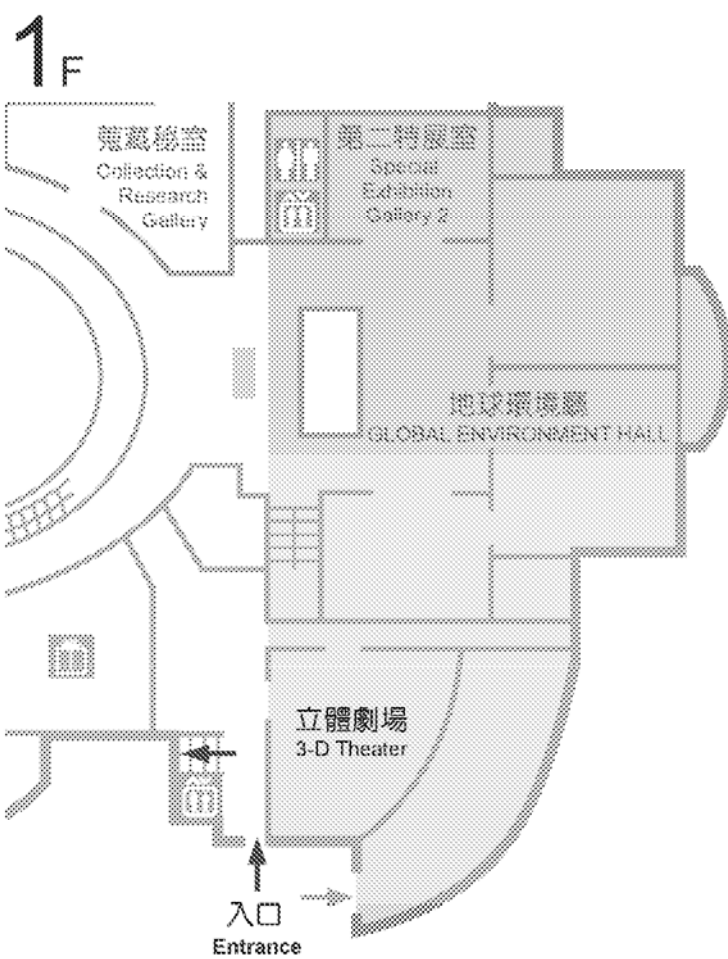 1F
蒐藏秘室
Collection &
Research
Gallery
第二特展室
Special
Exhibition
Gallery 2
地球環境廳
GLOBAL ENVIRONMENT HALL
立體劇場
3-D Theater
入口
Entrance